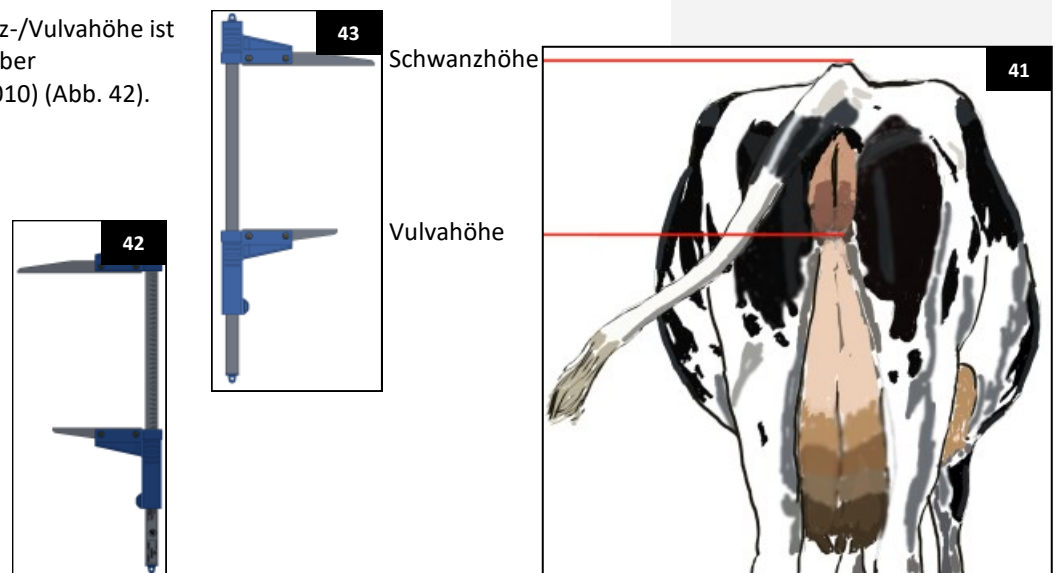 z-/Vulvahöhe ist
ber
010) (Abb. 42).
43
Schwanzhöhe
41
Vulvahöhe
42